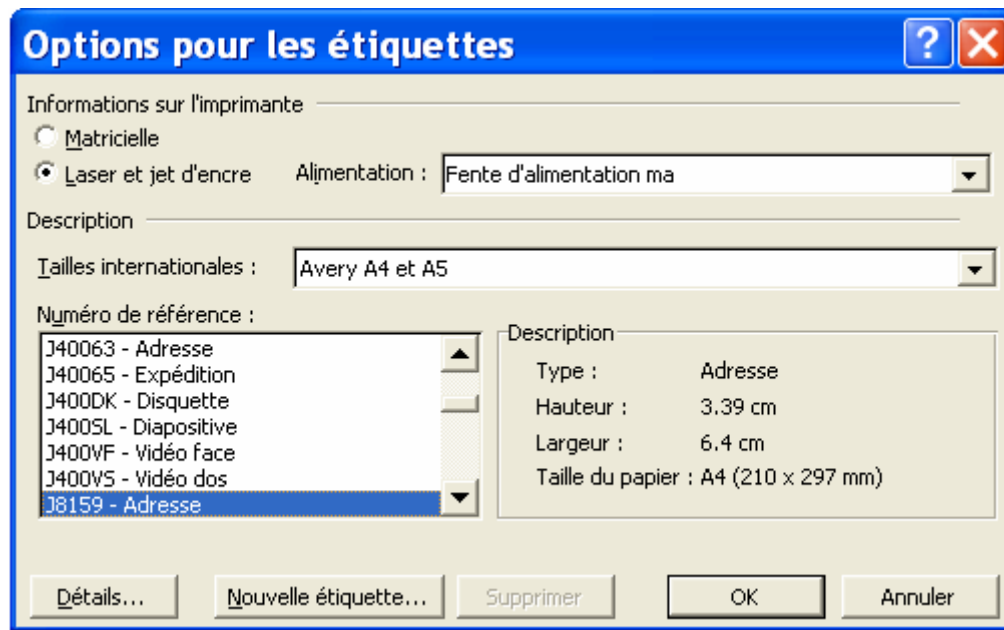 Options pour les étiquettes
Informations sur l'imprimante
Matricielle
Laser et jet d'encre Alimentation : Fente d'alimentation ma
Description
Tailles internationales : Avery A4 et A5
Numéro de référence :
J40063 - Adresse
J40065 - Expédition
J400DK - Disquette
J400SL - Diapositive
J400VF - Vidéo face
J400VS - Vidéo dos
J8159 - Adresse
Description
Type : Adresse
Hauteur : 3.39 cm
Largeur : 6.4 cm
Taille du papier : A4 (210 x 297 mm)
Détails... Nouvelle étiquette... Supprimer OK Annuler